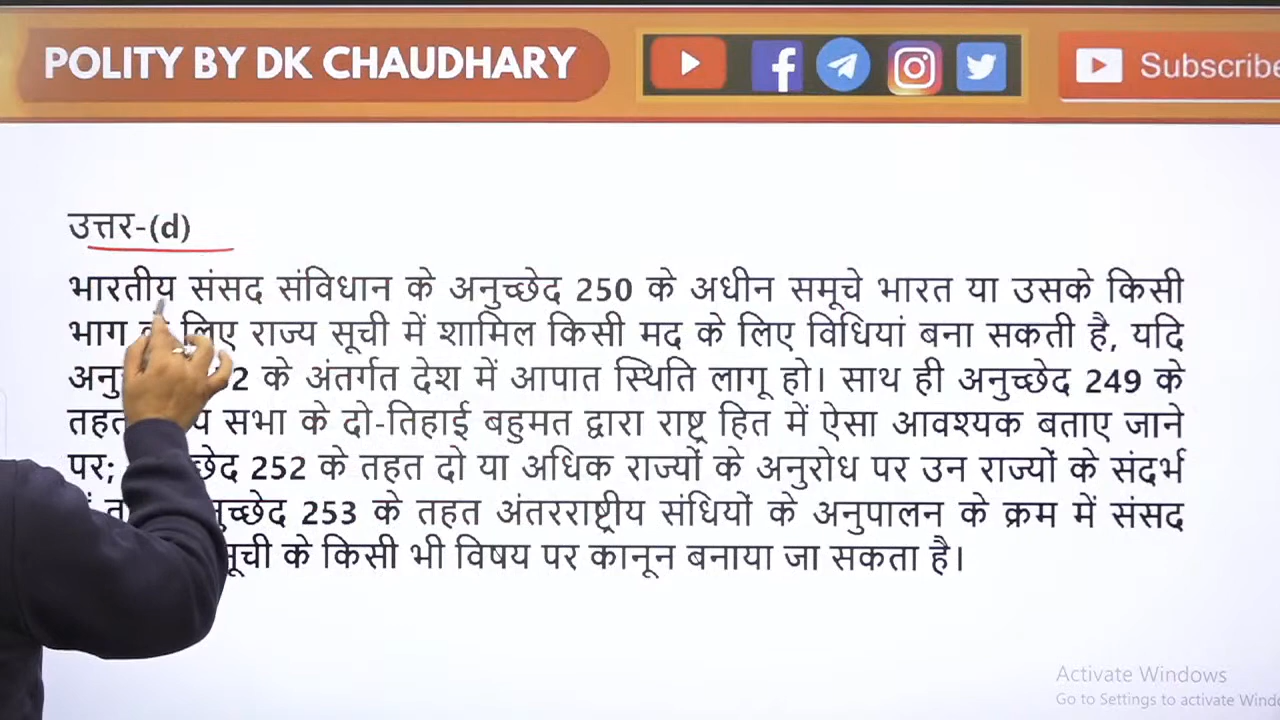 POLITY BY DK CHAUDHARY
Subscribe
उत्तर-(d)
भारतीय संसद संविधान के अनुच्छेद 250 के अधीन समूचे भारत या उसके किसी
भाग लिए राज्य सूची में शामिल किसी मद के लिए विधियां बना सकती है, यदि
के अंतर्गत देश में आपात स्थिति लागू हो। साथ ही अनुच्छेद 249 के
तहत सभा के दो-तिहाई बहुमत द्वारा राष्ट्र हित में ऐसा आवश्यक बताए जाने
पर; 252 के तहत दो या अधिक राज्यों के अनुरोध पर उन राज्यों के संदर्भ
253 के तहत अंतरराष्ट्रीय संधियों के अनुपालन के क्रम में संसद
सूची के किसी भी विषय पर कानून बनाया जा सकता है।
Activate Windows
Go to Settings to activate